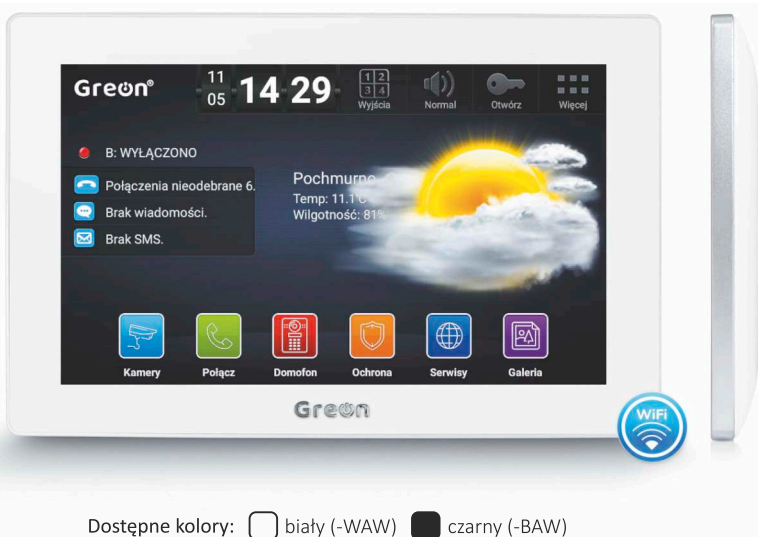 Greon®
11
05
14 29
1 2
3 4
Wyjścia
Normal
Otwórz
Więcej
B: WYŁĄCZONO
Połączenia nieodebrane 6.
Brak wiadomości.
Brak SMS.
Pochmurno
Temp: 11.1 C
Wilgotność: 81%
Kamery
Połącz
Domofon
Ochrona
Serwisy
Galeria
Greon
WiFi
Dostępne kolory: biały (-WAW) czarny (-BAW)